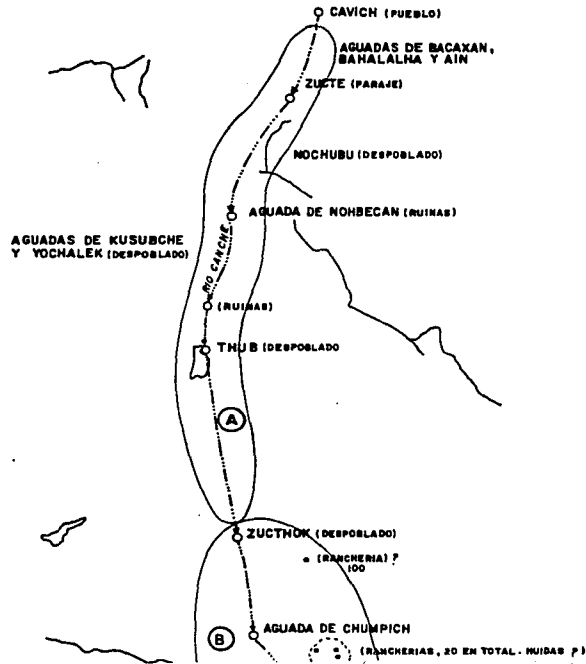 CAVICH (PUEBLO)
AGUADAS DE BACAXAN,
BAHALALHA Y AIN
ZUCTE (PARAJE)
NOCHUBU (DESPOBLADO)
AGUADA DE NOHBECAN (RUINAS)
AGUADAS DE KUSUBCHE
Y YOCHALEK (DESPOBLADO)
RIO CANCHE
(RUINAS)
THUB (DESPOBLADO
A
ZUCTHOK (DESPOBLADO)
(RANCHERIA) ?
100
AGUADA DE CHUMPICH
B
(RANCHERIAS, 20 EN TOTAL. HUIDAS ?)